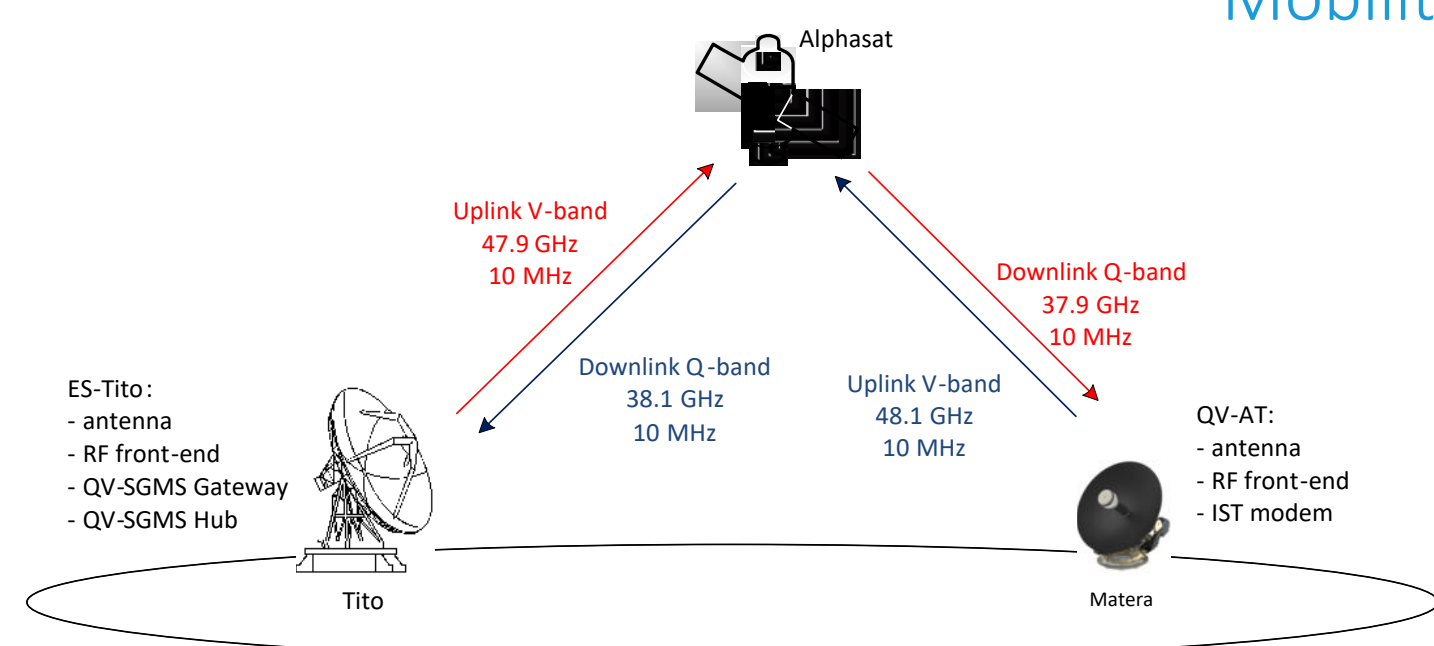 Alphasat
Uplink V-band
47.9 GHz
10 MHz
Downlink Q-band
37.9 GHz
10 MHz
Downlink Q-band
38.1 GHz
10 MHz
Uplink V-band
48.1 GHz
10 MHz
ES-Tito:
- antenna
- RF front-end
- QV-SGMS Gateway
- QV-SGMS Hub
QV-AT:
- antenna
- RF front-end
- IST modem
Tito
Matera